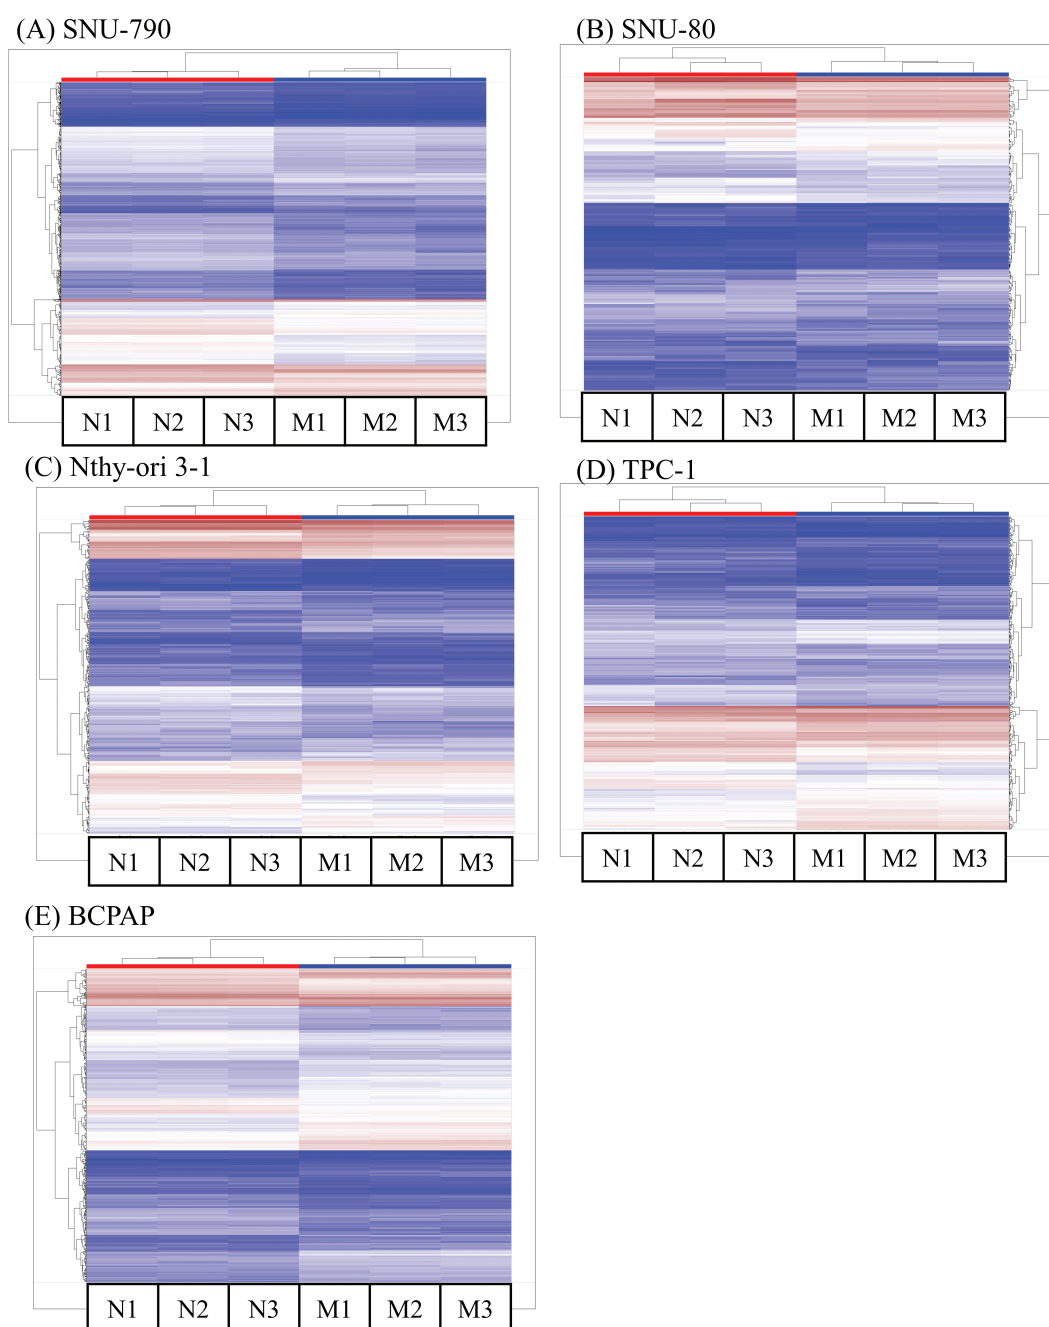 (A) SNU-790
N1 N2 N3 M1 M2 M3
(B) SNU-80
N1 N2 N3 M1 M2 M3
(C) Nthy-ori 3-1
N1 N2 N3 M1 M2 M3
(D) TPC-1
N1 N2 N3 M1 M2 M3
(E) BCPAP
N1 N2 N3 M1 M2 M3